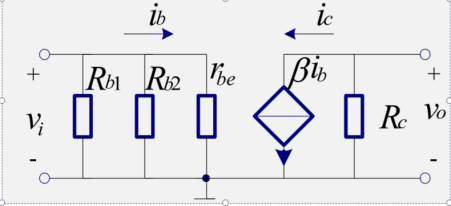 i_b i_c
+ R_b1 R_b2 r_be βi_b +
v_i R_c v_o
- -